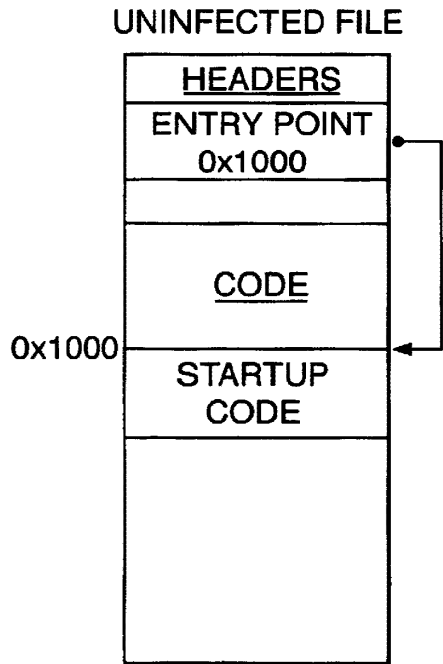 UNINFECTED FILE
HEADERS
ENTRY POINT
0x1000
CODE
0x1000
STARTUP
CODE